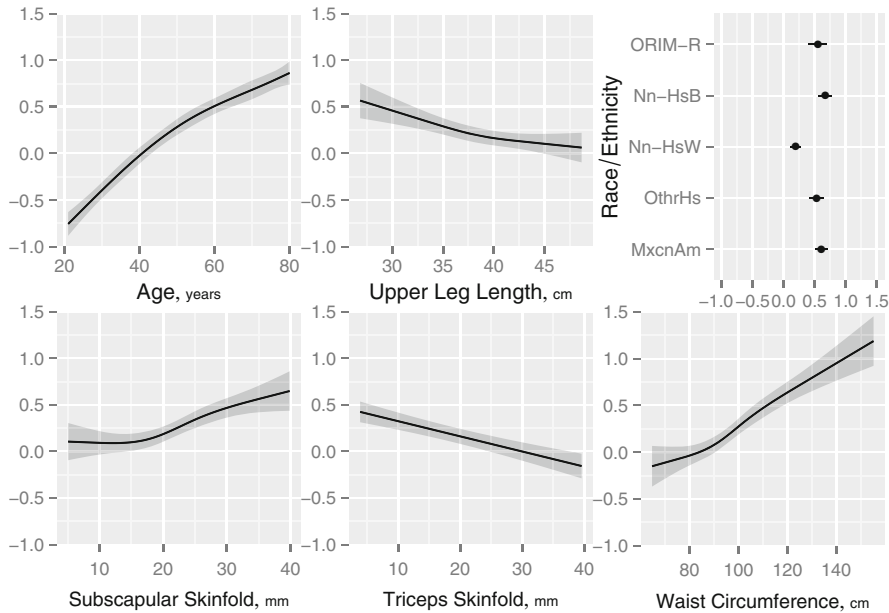 1.5
1.0
0.5
0.0
−0.5
−1.0
20 40 60 80
Age, years
1.5
1.0
0.5
0.0
−0.5
−1.0
30 35 40 45
Upper Leg Length, cm
Race/Ethnicity
ORIM−R
Nn−HsB
Nn−HsW
OthrHs
MxcnAm
−1.0 −0.5 0.0 0.5 1.0 1.5
1.5
1.0
0.5
0.0
−0.5
−1.0
10 20 30 40
Subscapular Skinfold, mm
1.5
1.0
0.5
0.0
−0.5
−1.0
10 20 30 40
Triceps Skinfold, mm
1.5
1.0
0.5
0.0
−0.5
−1.0
80 100 120 140
Waist Circumference, cm